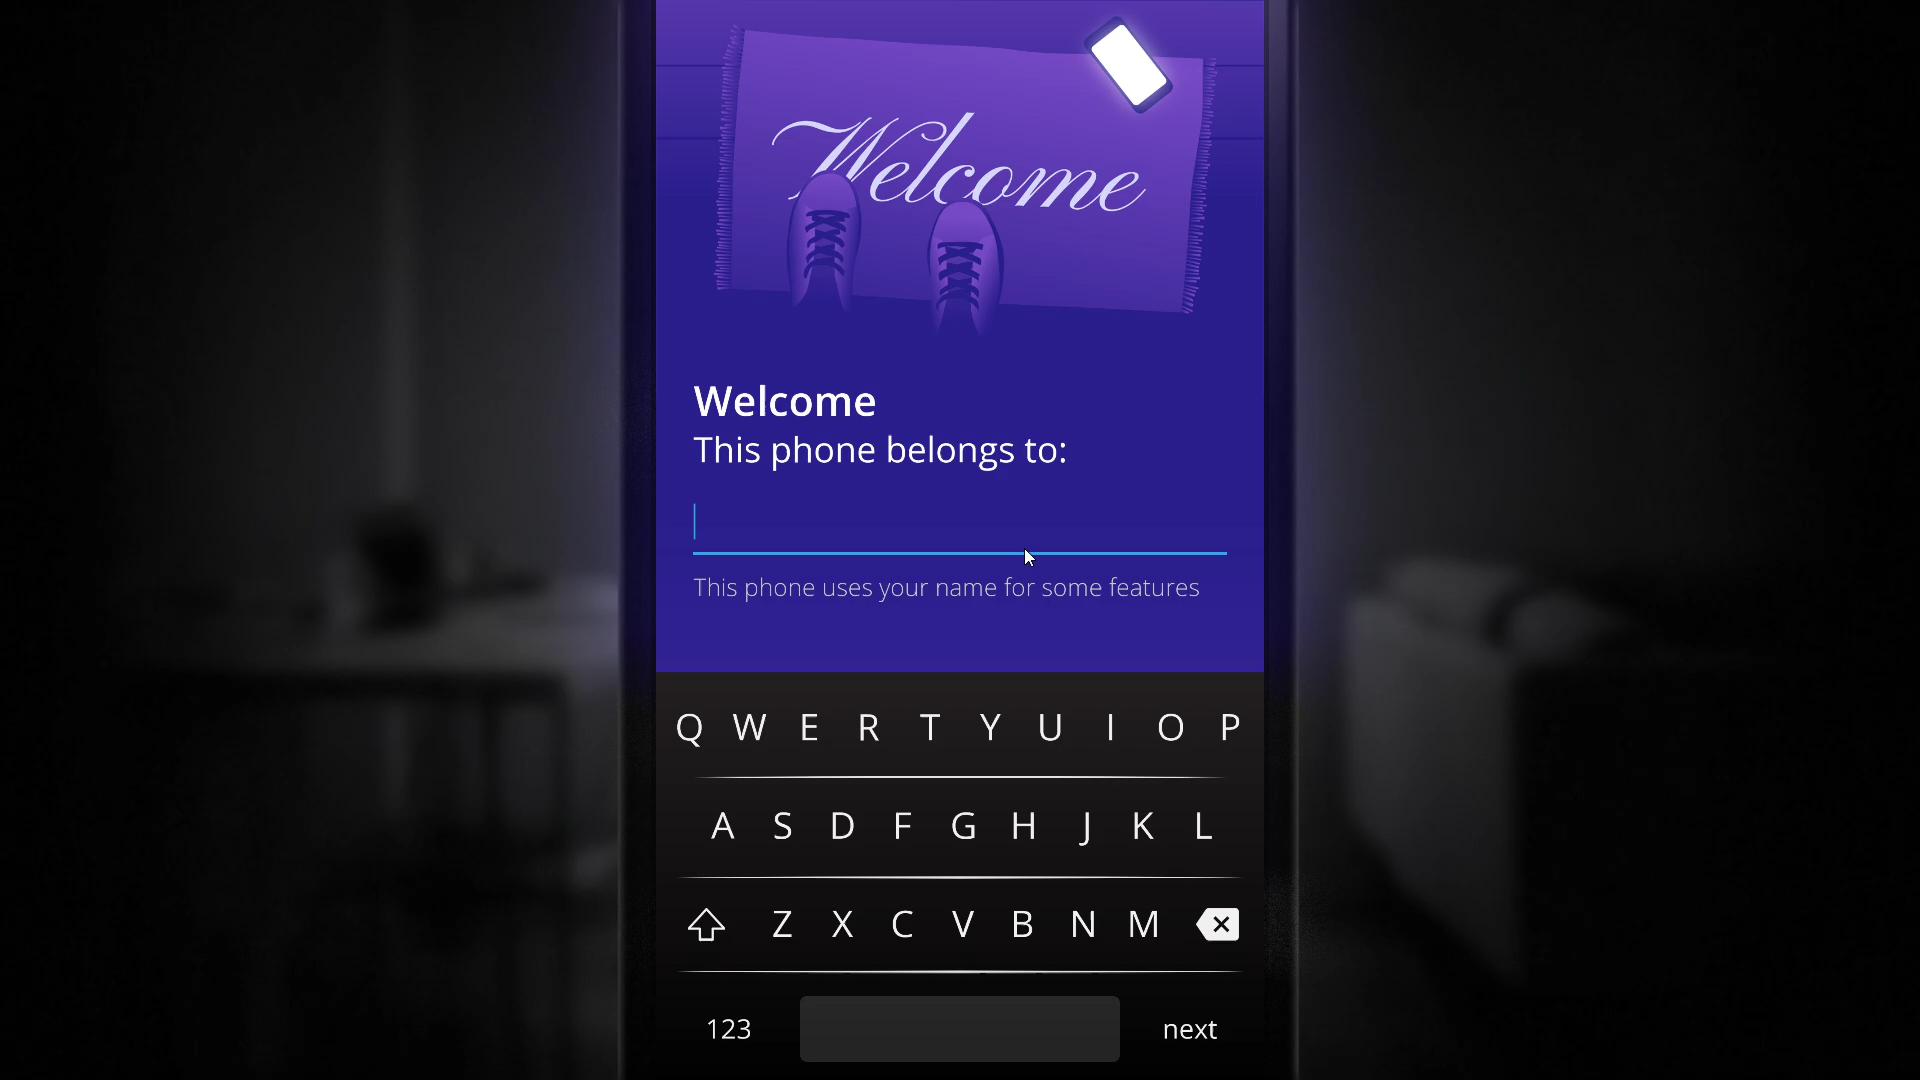 Welcome
Welcome
This phone belongs to:
This phone uses your name for some features
Q W E R T Y U I O P
A S D F G H J K L
Z X C V B N M
123 next